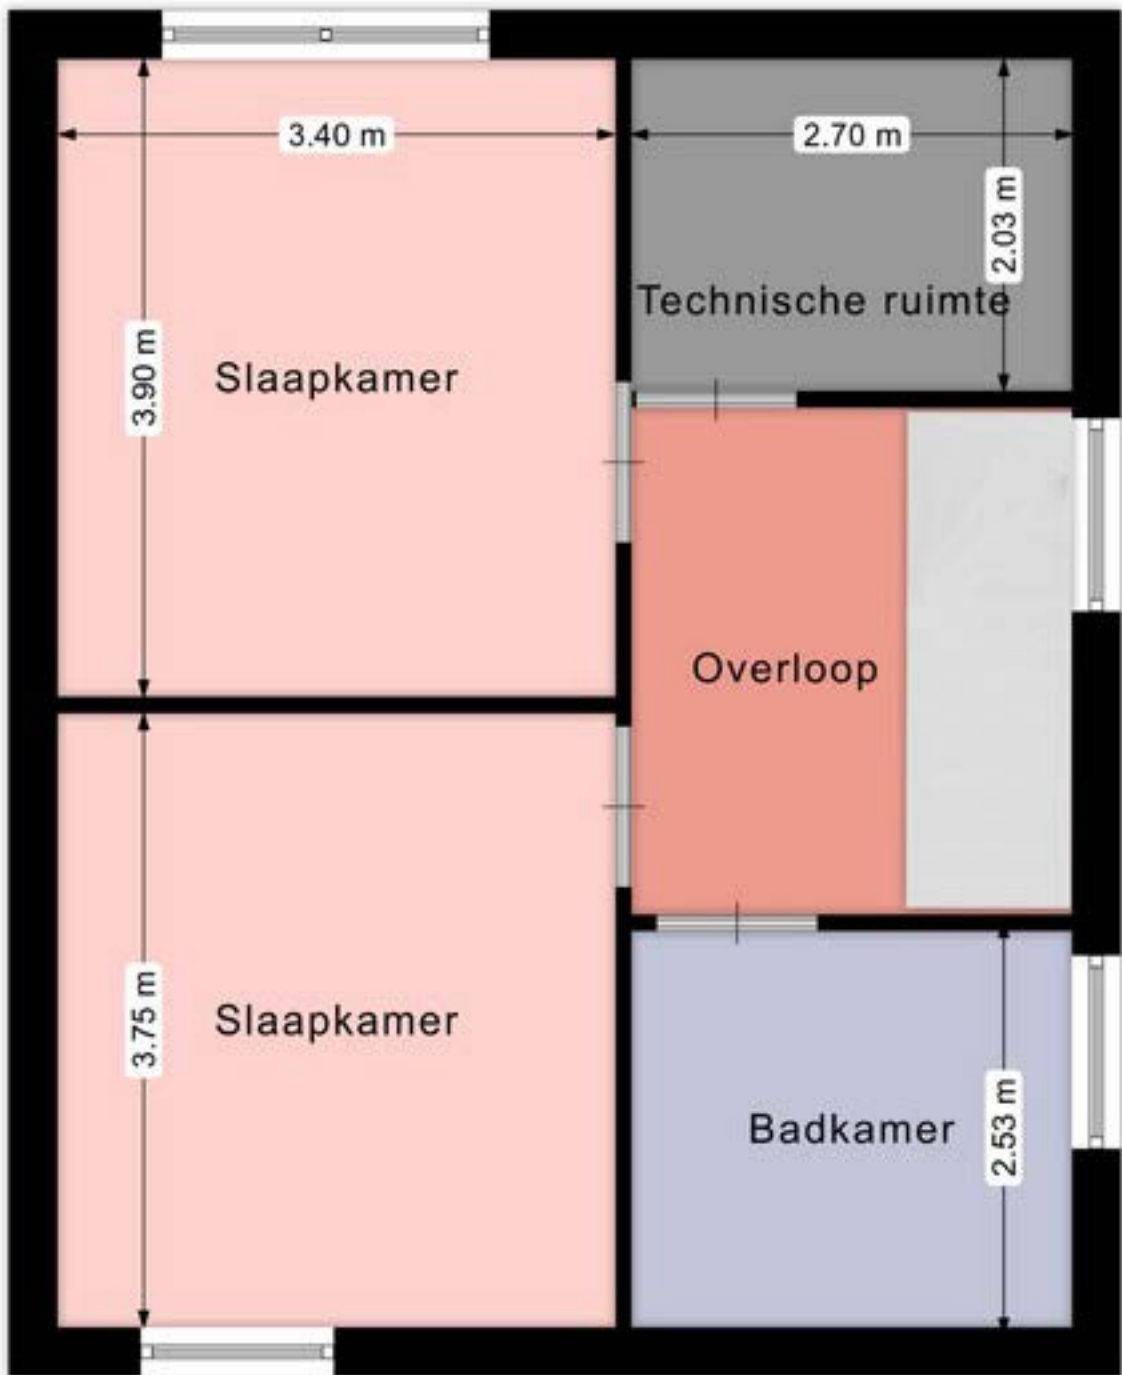 3.40 m
2.70 m
2.03 m
Technische ruimte
3.90 m
Slaapkamer
Overloop
3.75 m
Slaapkamer
Badkamer
2.53 m